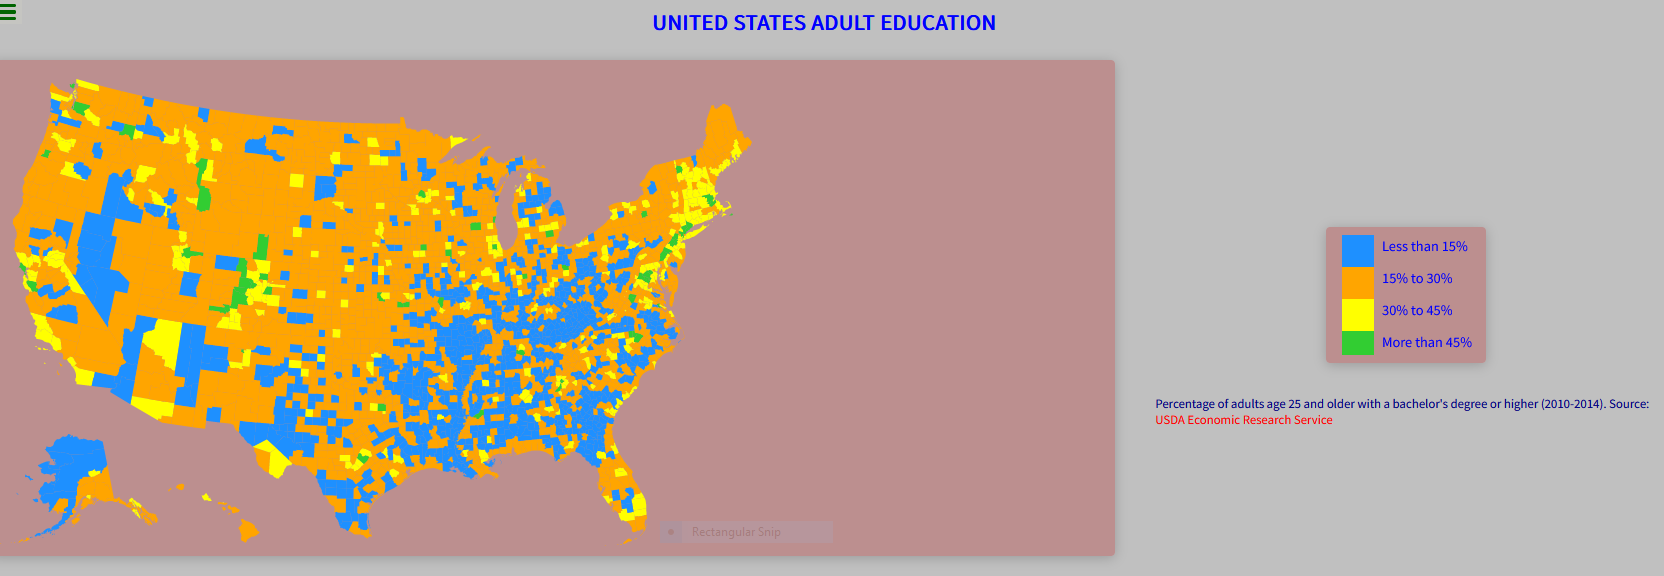 UNITED STATES ADULT EDUCATION
Less than 15%
15% to 30%
30% to 45%
More than 45%
Percentage of adults age 25 and older with a bachelor's degree or higher (2010-2014). Source:
USDA Economic Research Service
Rectangular Snip